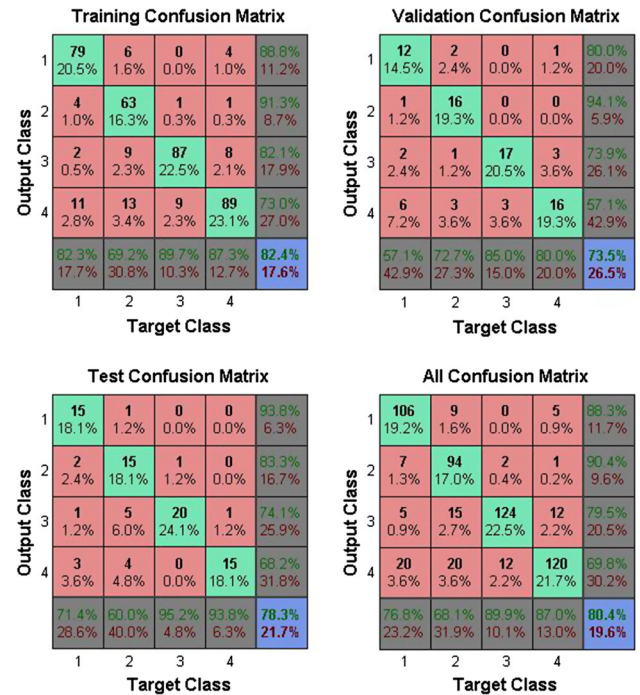 Training Confusion Matrix
1 79 6 0 4 88.8%
20.5% 1.6% 0.0% 1.0% 11.2%
2 4 63 1 1 91.3%
1.0% 16.3% 0.3% 0.3% 8.7%
3 2 9 87 8 82.1%
0.5% 2.3% 22.5% 2.1% 17.9%
4 11 13 9 89 73.0%
2.8% 3.4% 2.3% 23.1% 27.0%
82.3% 69.2% 89.7% 87.3% 82.4%
17.7% 30.8% 10.3% 12.7% 17.6%
1 2 3 4
Target Class
Output Class
Validation Confusion Matrix
1 12 2 0 1 80.0%
14.5% 2.4% 0.0% 1.2% 20.0%
2 1 16 0 0 94.1%
1.2% 19.3% 0.0% 0.0% 5.9%
3 2 1 17 3 73.9%
2.4% 1.2% 20.5% 3.6% 26.1%
4 6 3 3 16 57.1%
7.2% 3.6% 3.6% 19.3% 42.9%
57.1% 72.7% 85.0% 80.0% 73.5%
42.9% 27.3% 15.0% 20.0% 26.5%
1 2 3 4
Target Class
Output Class
Test Confusion Matrix
1 15 1 0 0 93.8%
18.1% 1.2% 0.0% 0.0% 6.3%
2 2 15 1 0 83.3%
2.4% 18.1% 1.2% 0.0% 16.7%
3 1 5 20 1 74.1%
1.2% 6.0% 24.1% 1.2% 25.9%
4 3 4 0 15 68.2%
3.6% 4.8% 0.0% 18.1% 31.8%
71.4% 60.0% 95.2% 93.8% 78.3%
28.6% 40.0% 4.8% 6.3% 21.7%
1 2 3 4
Target Class
Output Class
All Confusion Matrix
1 106 9 0 5 88.3%
19.2% 1.6% 0.0% 0.9% 11.7%
2 7 94 2 1 90.4%
1.3% 17.0% 0.4% 0.2% 9.6%
3 5 15 124 12 79.5%
0.9% 2.7% 22.5% 2.2% 20.5%
4 20 20 12 120 69.8%
3.6% 3.6% 2.2% 21.7% 30.2%
76.8% 68.1% 89.9% 87.0% 80.4%
23.2% 31.9% 10.1% 13.0% 19.6%
1 2 3 4
Target Class
Output Class